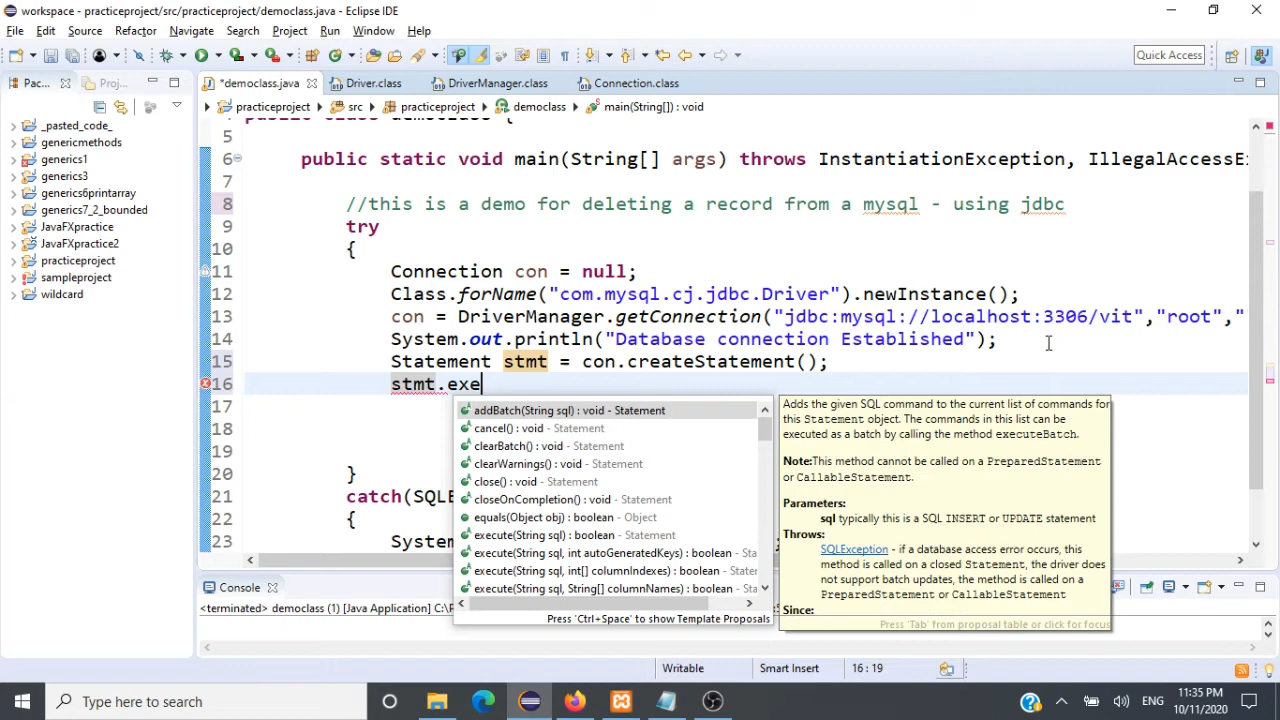 workspace - practiceproject/src/practiceproject/democlass.java - Eclipse IDE
File Edit Source Refactor Navigate Search Project Run Window Help
Quick Access
Pac... Proj...
*democlass.java Driver.class DriverManager.class Connection.class
practiceproject src practiceproject democlass main(String[]) : void
_pasted_code_
genericmethods
generics1
generics3
generics6printarray
generics7_2_bounded
JavaFXpractice
JavaFXpractice2
practiceproject
sampleproject
wildcard
public class democlass {
5
6 public static void main(String[] args) throws InstantiationException, IllegalAccessE
7
8 //this is a demo for deleting a record from a mysql - using jdbc
9 try
10 {
11 Connection con = null;
12 Class.forName("com.mysql.cj.jdbc.Driver").newInstance();
13 con = DriverManager.getConnection("jdbc:mysql://localhost:3306/vit","root","
14 System.out.println("Database connection Established");
15 Statement stmt = con.createStatement();
16 stmt.exe
17
18
19
20 }
21 catch(SQLE
22 {
23 System
addBatch(String sql) : void - Statement
cancel() : void - Statement
clearBatch() : void - Statement
clearWarnings() : void - Statement
close() : void - Statement
closeOnCompletion() : void - Statement
equals(Object obj) : boolean - Object
execute(String sql) : boolean - Statement
execute(String sql, int autoGeneratedKeys) : boolean - Sta
execute(String sql, int[] columnIndexes) : boolean - State
execute(String sql, String[] columnNames) : boolean - Sta
Press 'Ctrl+Space' to show Template Proposals
Adds the given SQL command to the current list of commands for
this Statement object. The commands in this list can be
executed as a batch by calling the method executeBatch.
Note:This method cannot be called on a PreparedStatement
or CallableStatement.
Parameters:
sql typically this is a SQL INSERT or UPDATE statement
Throws:
SQLException - if a database access error occurs, this
method is called on a closed Statement, the driver does
not support batch updates, the method is called on a
PreparedStatement or CallableStatement
Since:
Press 'Tab' from proposal table or click for focus
Console
<terminated> democlass (1) [Java Application] C:\P
Writable Smart Insert 16 : 19
Type here to search
ENG
11:35 PM
10/11/2020